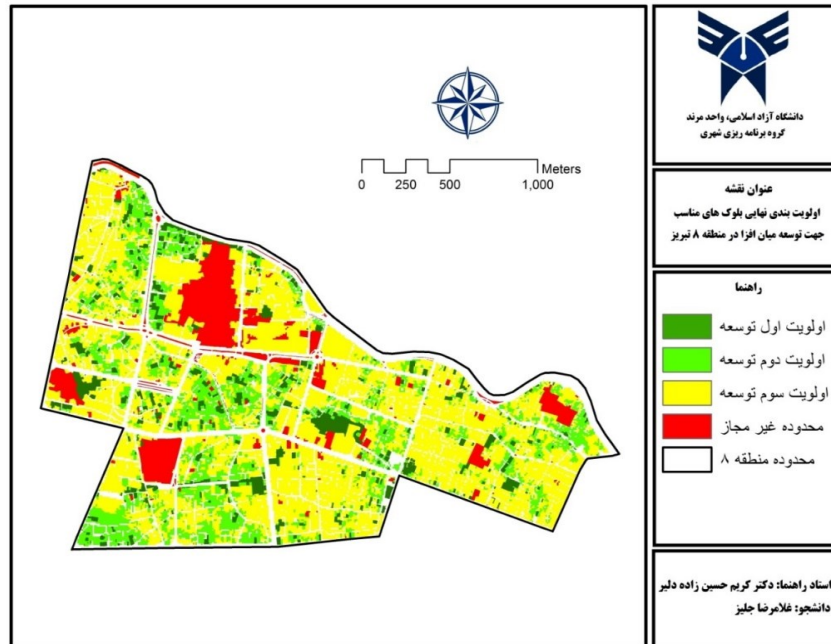 دانشگاه آزاد اسلامی، واحد مرند
گروه برنامه ریزی شهری
Meters
0 250 500 1,000
عنوان نقشه
اولویت بندی نهایی بلوک های مناسب
جهت توسعه میان افزا در منطقه ۸ تبریز
راهنما
اولویت اول توسعه
اولویت دوم توسعه
اولویت سوم توسعه
محدوده غیر مجاز
محدوده منطقه ۸
استاد راهنما: دکتر کریم حسین زاده دلیر
دانشجو: غلامرضا جلیز